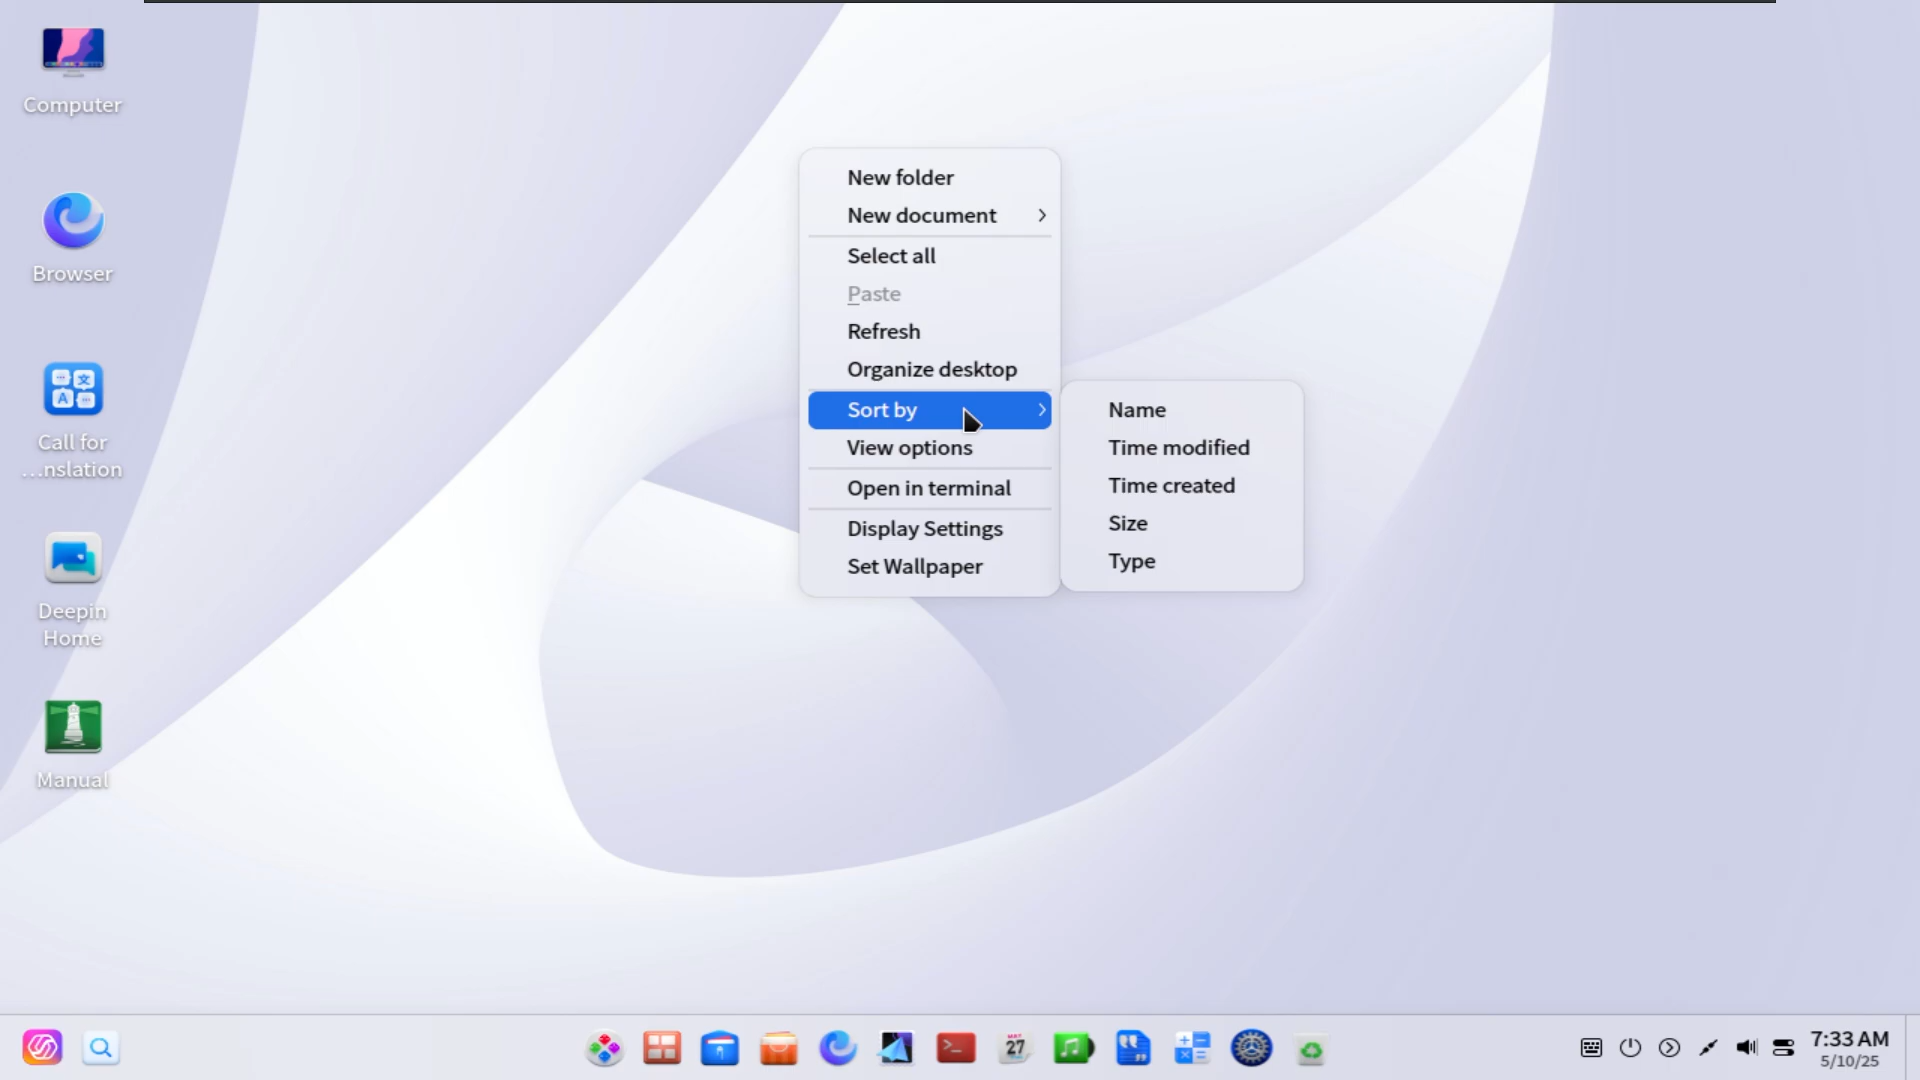 Computer
Browser
Call for
...nslation
Deepin
Home
Manual
New folder
New document
Select all
Paste
Refresh
Organize desktop
Sort by
View options
Open in terminal
Display Settings
Set Wallpaper
Name
Time modified
Time created
Size
Type
MAY
27
7:33 AM
5/10/25